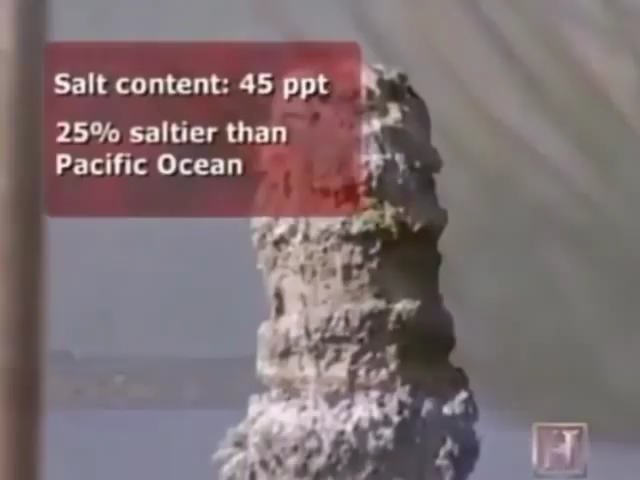 Salt content: 45 ppt
25% saltier than
Pacific Ocean
H